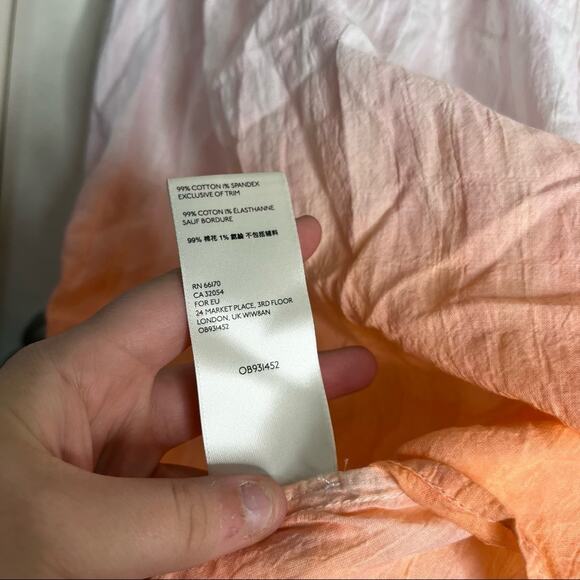 99% COTTON 1% SPANDEX
EXCLUSIVE OF TRIM
99% COTON 1% ÉLASTHANNE
SAUF BORDURE
99% 棉花 1% 氨綸 不包括辅料
RN 66170
CA 32054
FOR EU
24 MARKET PLACE, 3RD FLOOR
LONDON, UK W1W8AN
OB931452
OB931452